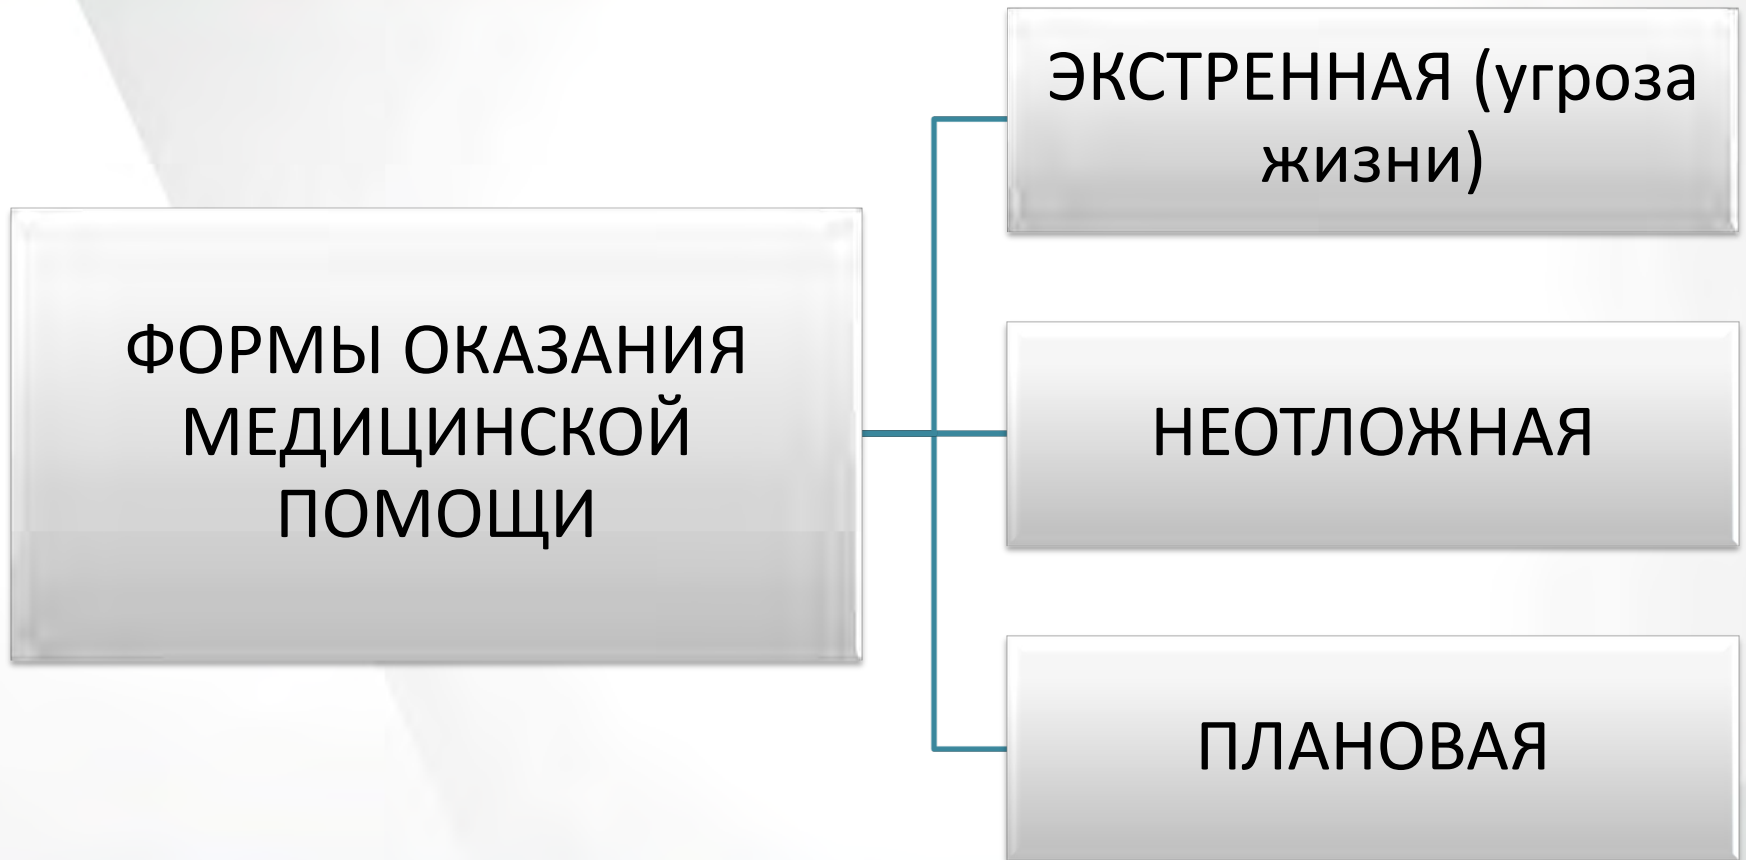 ФОРМЫ ОКАЗАНИЯ
МЕДИЦИНСКОЙ
ПОМОЩИ
ЭКСТРЕННАЯ (угроза
жизни)
НЕОТЛОЖНАЯ
ПЛАНОВАЯ